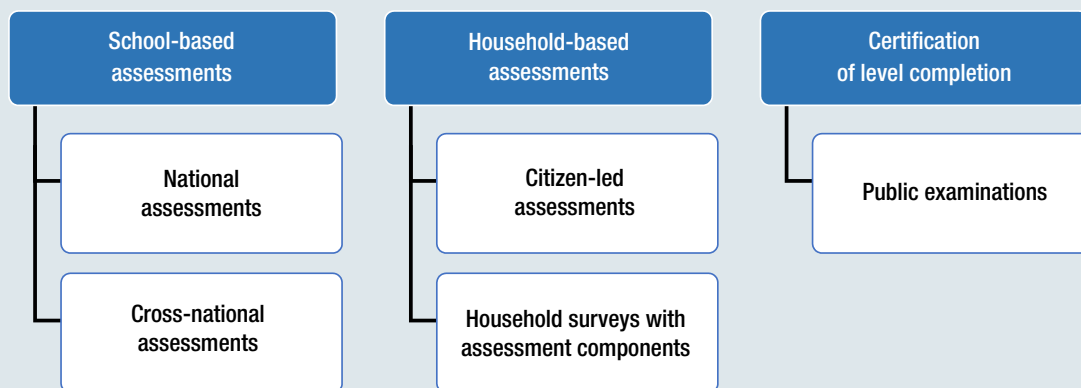 School-based
assessments
National
assessments
Cross-national
assessments
Household-based
assessments
Citizen-led
assessments
Household surveys with
assessment components
Certification
of level completion
Public examinations